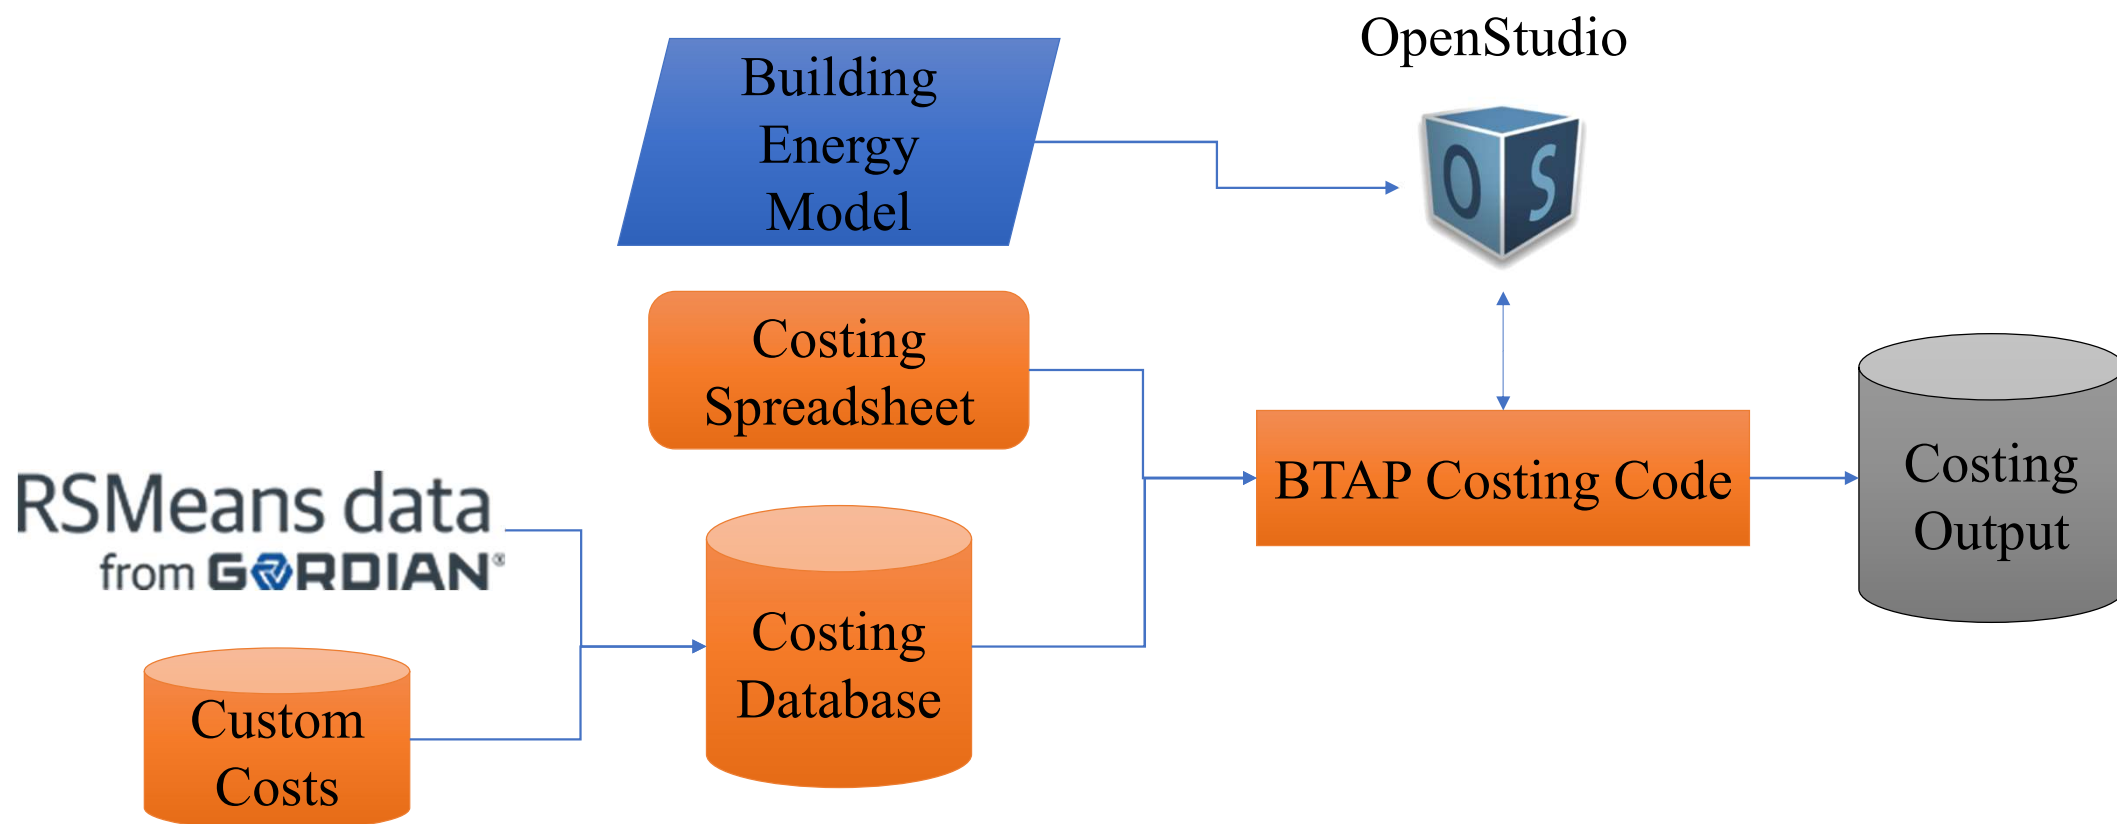 OpenStudio
Building
Energy
Model
O S
Costing
Spreadsheet
RSMeans data
from GORDIAN®
BTAP Costing Code
Costing
Output
Costing
Database
Custom
Costs